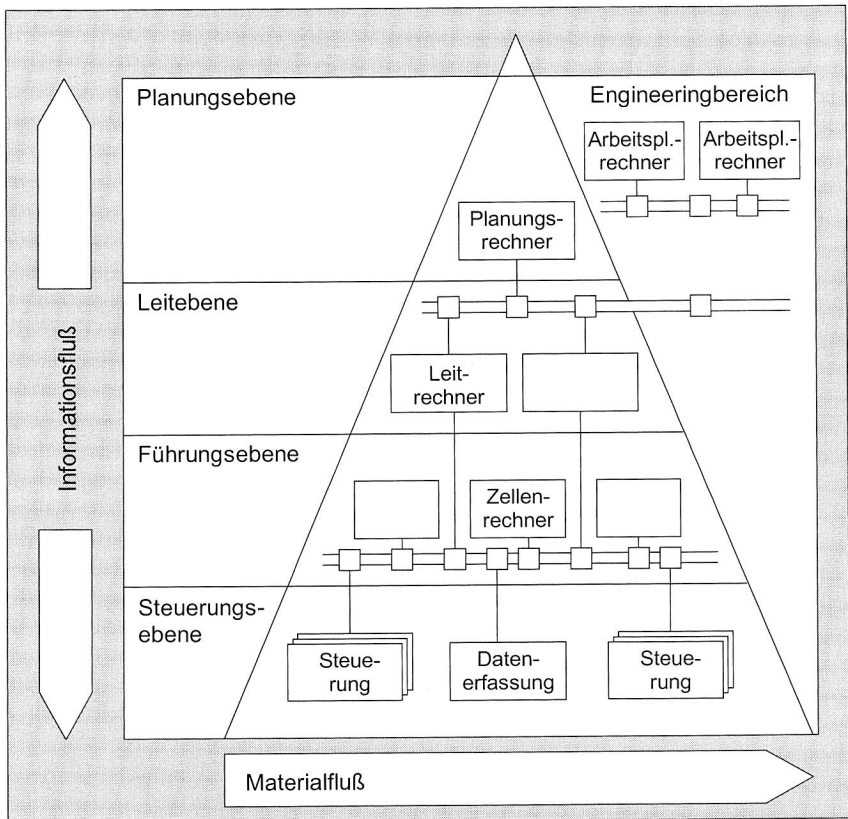 Planungsebene
Engineeringbereich
Arbeitspl.-
rechner
Arbeitspl.-
rechner
Planungs-
rechner
Leitebene
Leit-
rechner
Informationsfluß
Führungsebene
Zellen-
rechner
Steuerungs-
ebene
Steue-
rung
Daten-
erfassung
Steue-
rung
Materialfluß